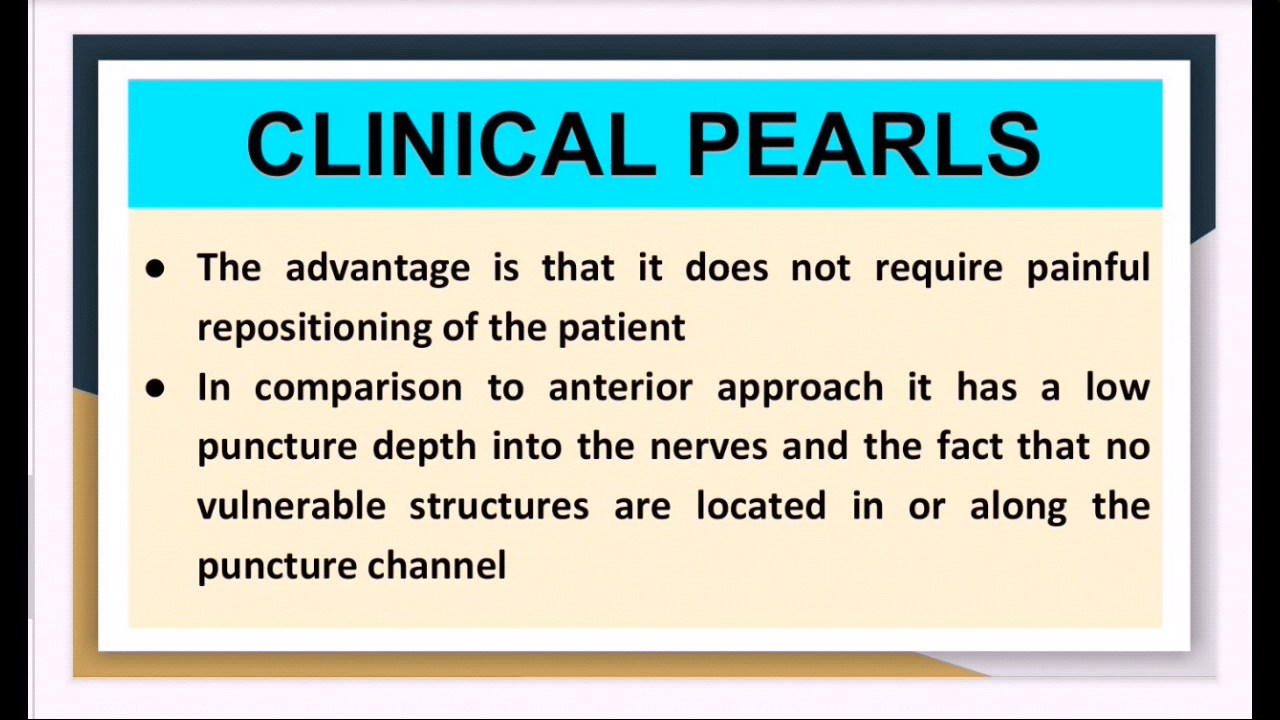 CLINICAL PEARLS
● The advantage is that it does not require painful
repositioning of the patient
● In comparison to anterior approach it has a low
puncture depth into the nerves and the fact that no
vulnerable structures are located in or along the
puncture channel